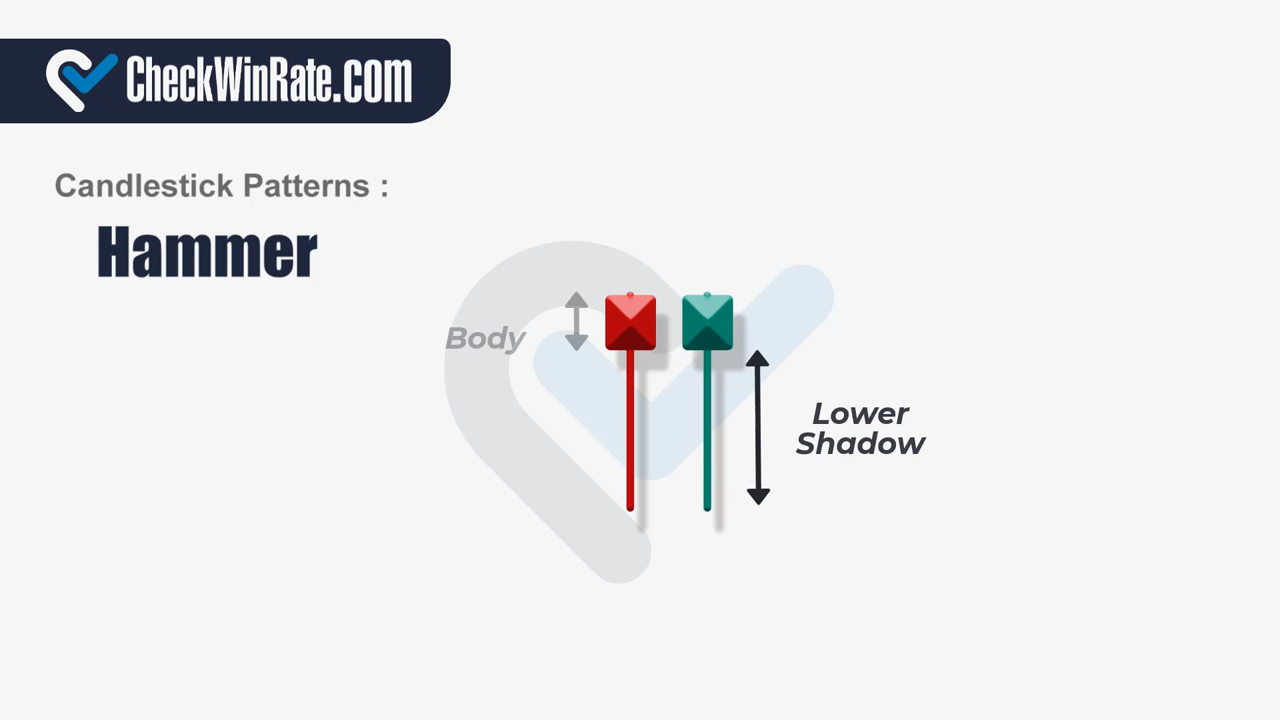 CheckWinRate.com
Candlestick Patterns :
Hammer
Body
Lower
Shadow